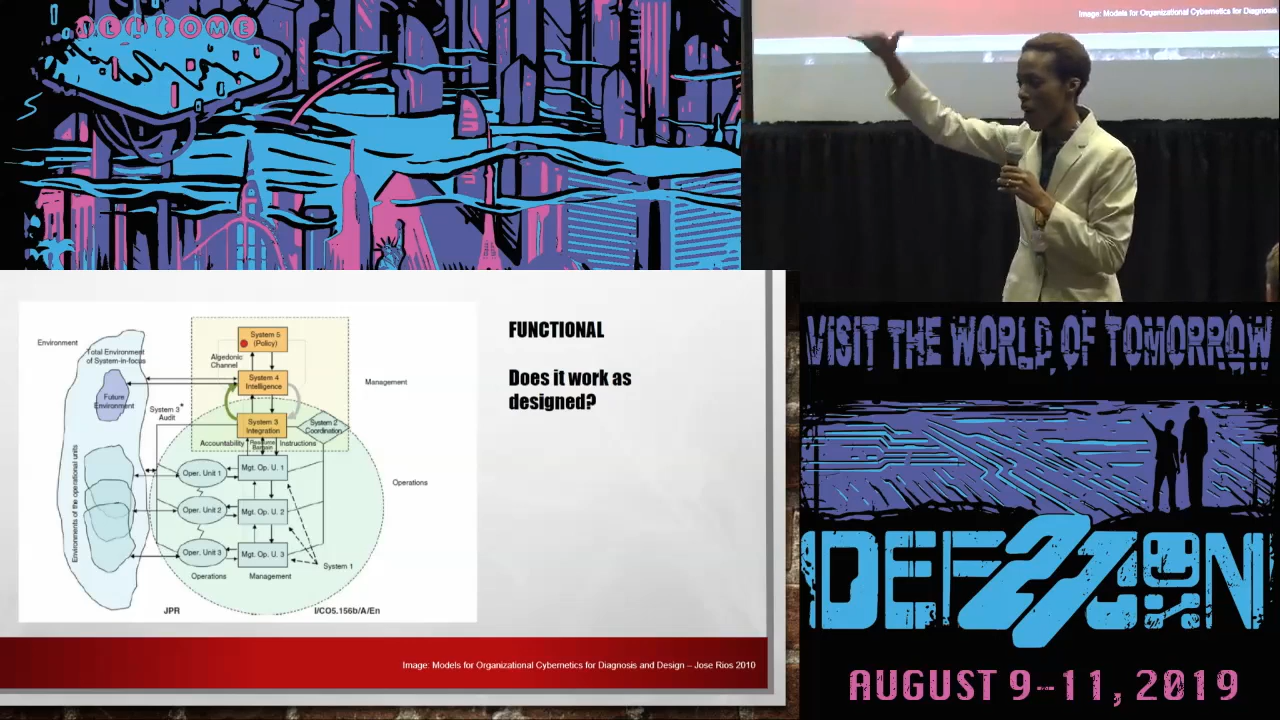 WELCOME
Image: Models for Organizational Cybernetics for Diagnosis
FUNCTIONAL
Does it work as
designed?
Environment
Total Environment
of System-in-focus
Future
Environment
Environments of the operational units
System 5
(Policy)
Algedonic
Channel
System 4
Intelligence
Management
System 3*
Audit
System 3
Integration
System 2
Coordination
Accountability
Resource
Bargain
Instructions
Oper. Unit 1
Mgt. Op. U. 1
Operations
Oper. Unit 2
Mgt. Op. U. 2
Oper. Unit 3
Mgt. Op. U. 3
System 1
Operations
Management
JPR
I/CO5.156b/A/En
Image: Models for Organizational Cybernetics for Diagnosis and Design – Jose Rios 2010
VISIT THE WORLD OF TOMORROW
DEF27CON
AUGUST 9-11, 2019